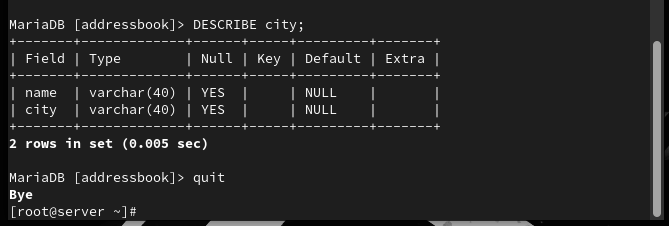 MariaDB [addressbook]> DESCRIBE city;
+-------+-------------+------+-----+---------+-------+
| Field | Type        | Null | Key | Default | Extra |
+-------+-------------+------+-----+---------+-------+
| name  | varchar(40) | YES  |     | NULL    |       |
| city  | varchar(40) | YES  |     | NULL    |       |
+-------+-------------+------+-----+---------+-------+
2 rows in set (0.005 sec)
MariaDB [addressbook]> quit
Bye
[root@server ~]#